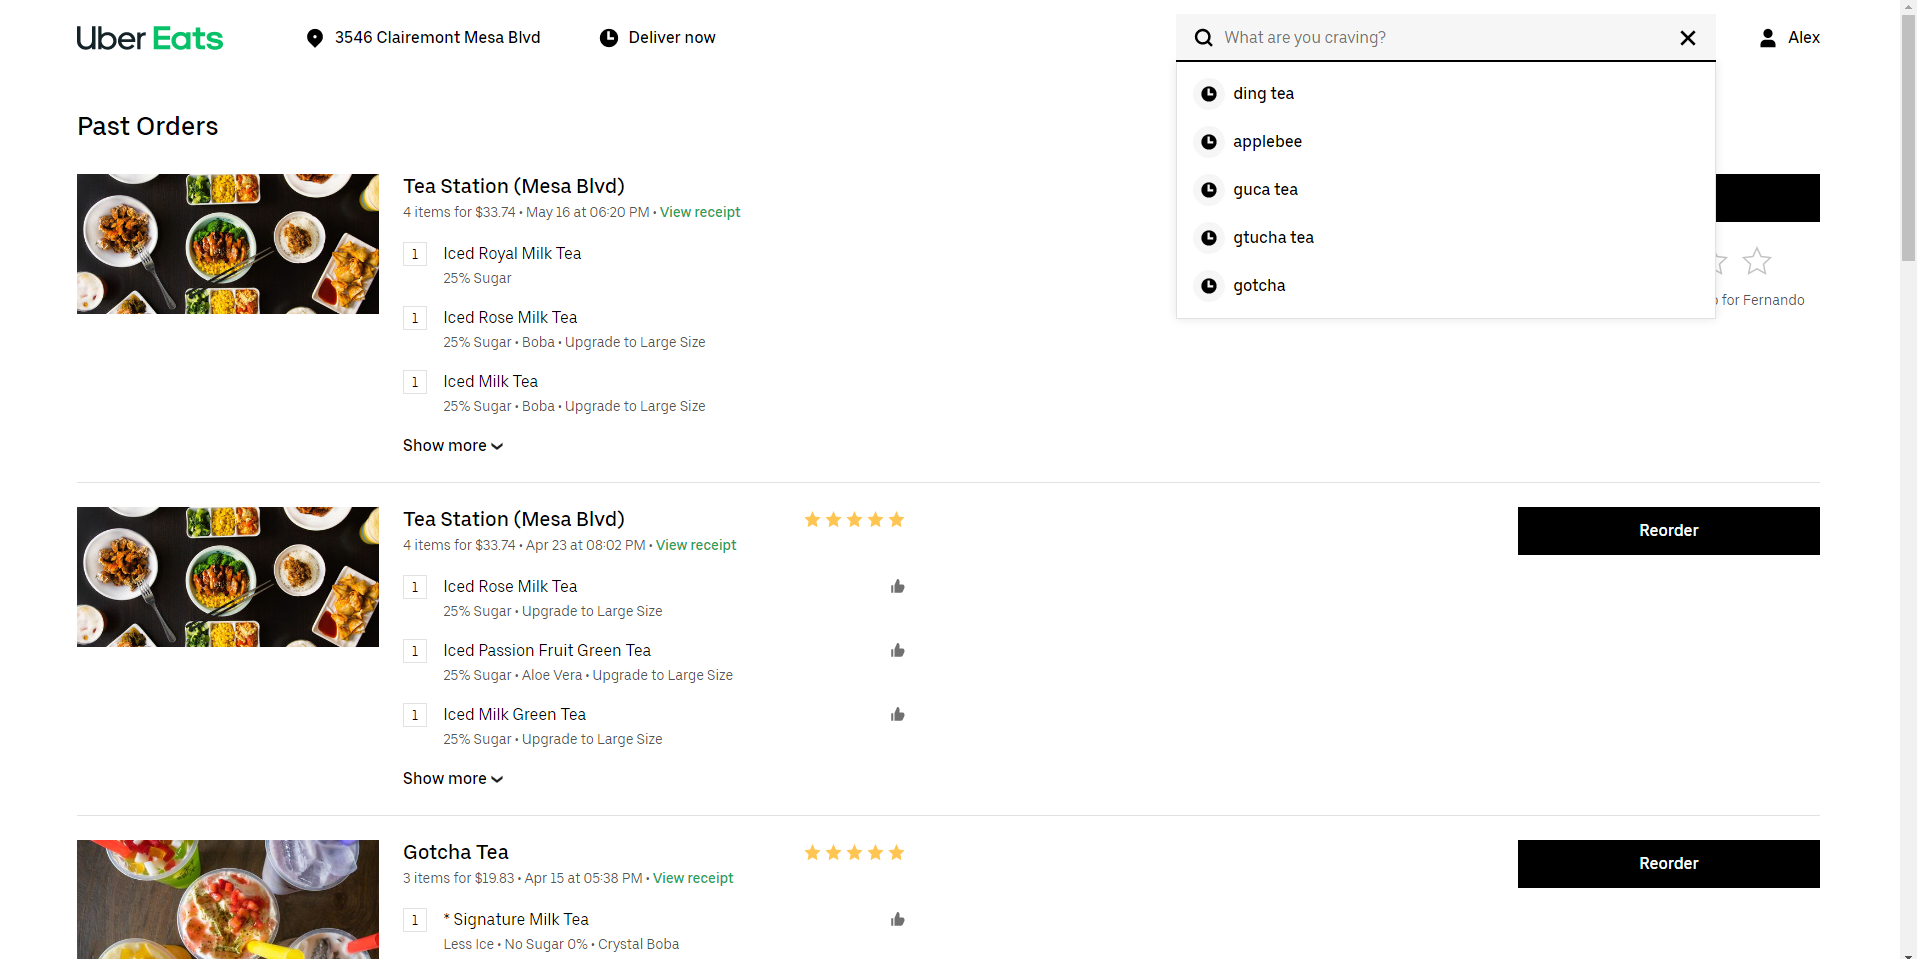 Uber Eats
3546 Clairemont Mesa Blvd
Deliver now
What are you craving?
Alex
ding tea
applebee
guca tea
gtucha tea
gotcha
Past Orders
Tea Station (Mesa Blvd)
4 items for $33.74 • May 16 at 06:20 PM • View receipt
1 Iced Royal Milk Tea
25% Sugar
1 Iced Rose Milk Tea
25% Sugar • Boba • Upgrade to Large Size
1 Iced Milk Tea
25% Sugar • Boba • Upgrade to Large Size
Show more
for Fernando
Tea Station (Mesa Blvd)
4 items for $33.74 • Apr 23 at 08:02 PM • View receipt
1 Iced Rose Milk Tea
25% Sugar • Upgrade to Large Size
1 Iced Passion Fruit Green Tea
25% Sugar • Aloe Vera • Upgrade to Large Size
1 Iced Milk Green Tea
25% Sugar • Upgrade to Large Size
Show more
Reorder
Gotcha Tea
3 items for $19.83 • Apr 15 at 05:38 PM • View receipt
1 * Signature Milk Tea
Less Ice • No Sugar 0% • Crystal Boba
Reorder